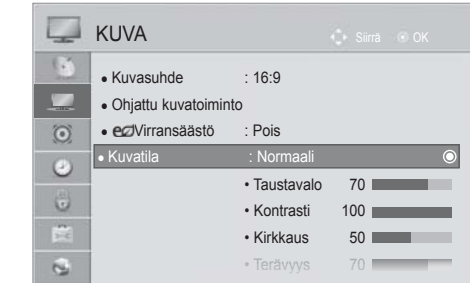 KUVA
Siirrä OK
• Kuvasuhde : 16:9
• Ohjattu kuvatoiminto
• eco Virransäästö : Pois
• Kuvatila : Normaali
• Taustavalo 70
• Kontrasti 100
• Kirkkaus 50
• Terävyys 70